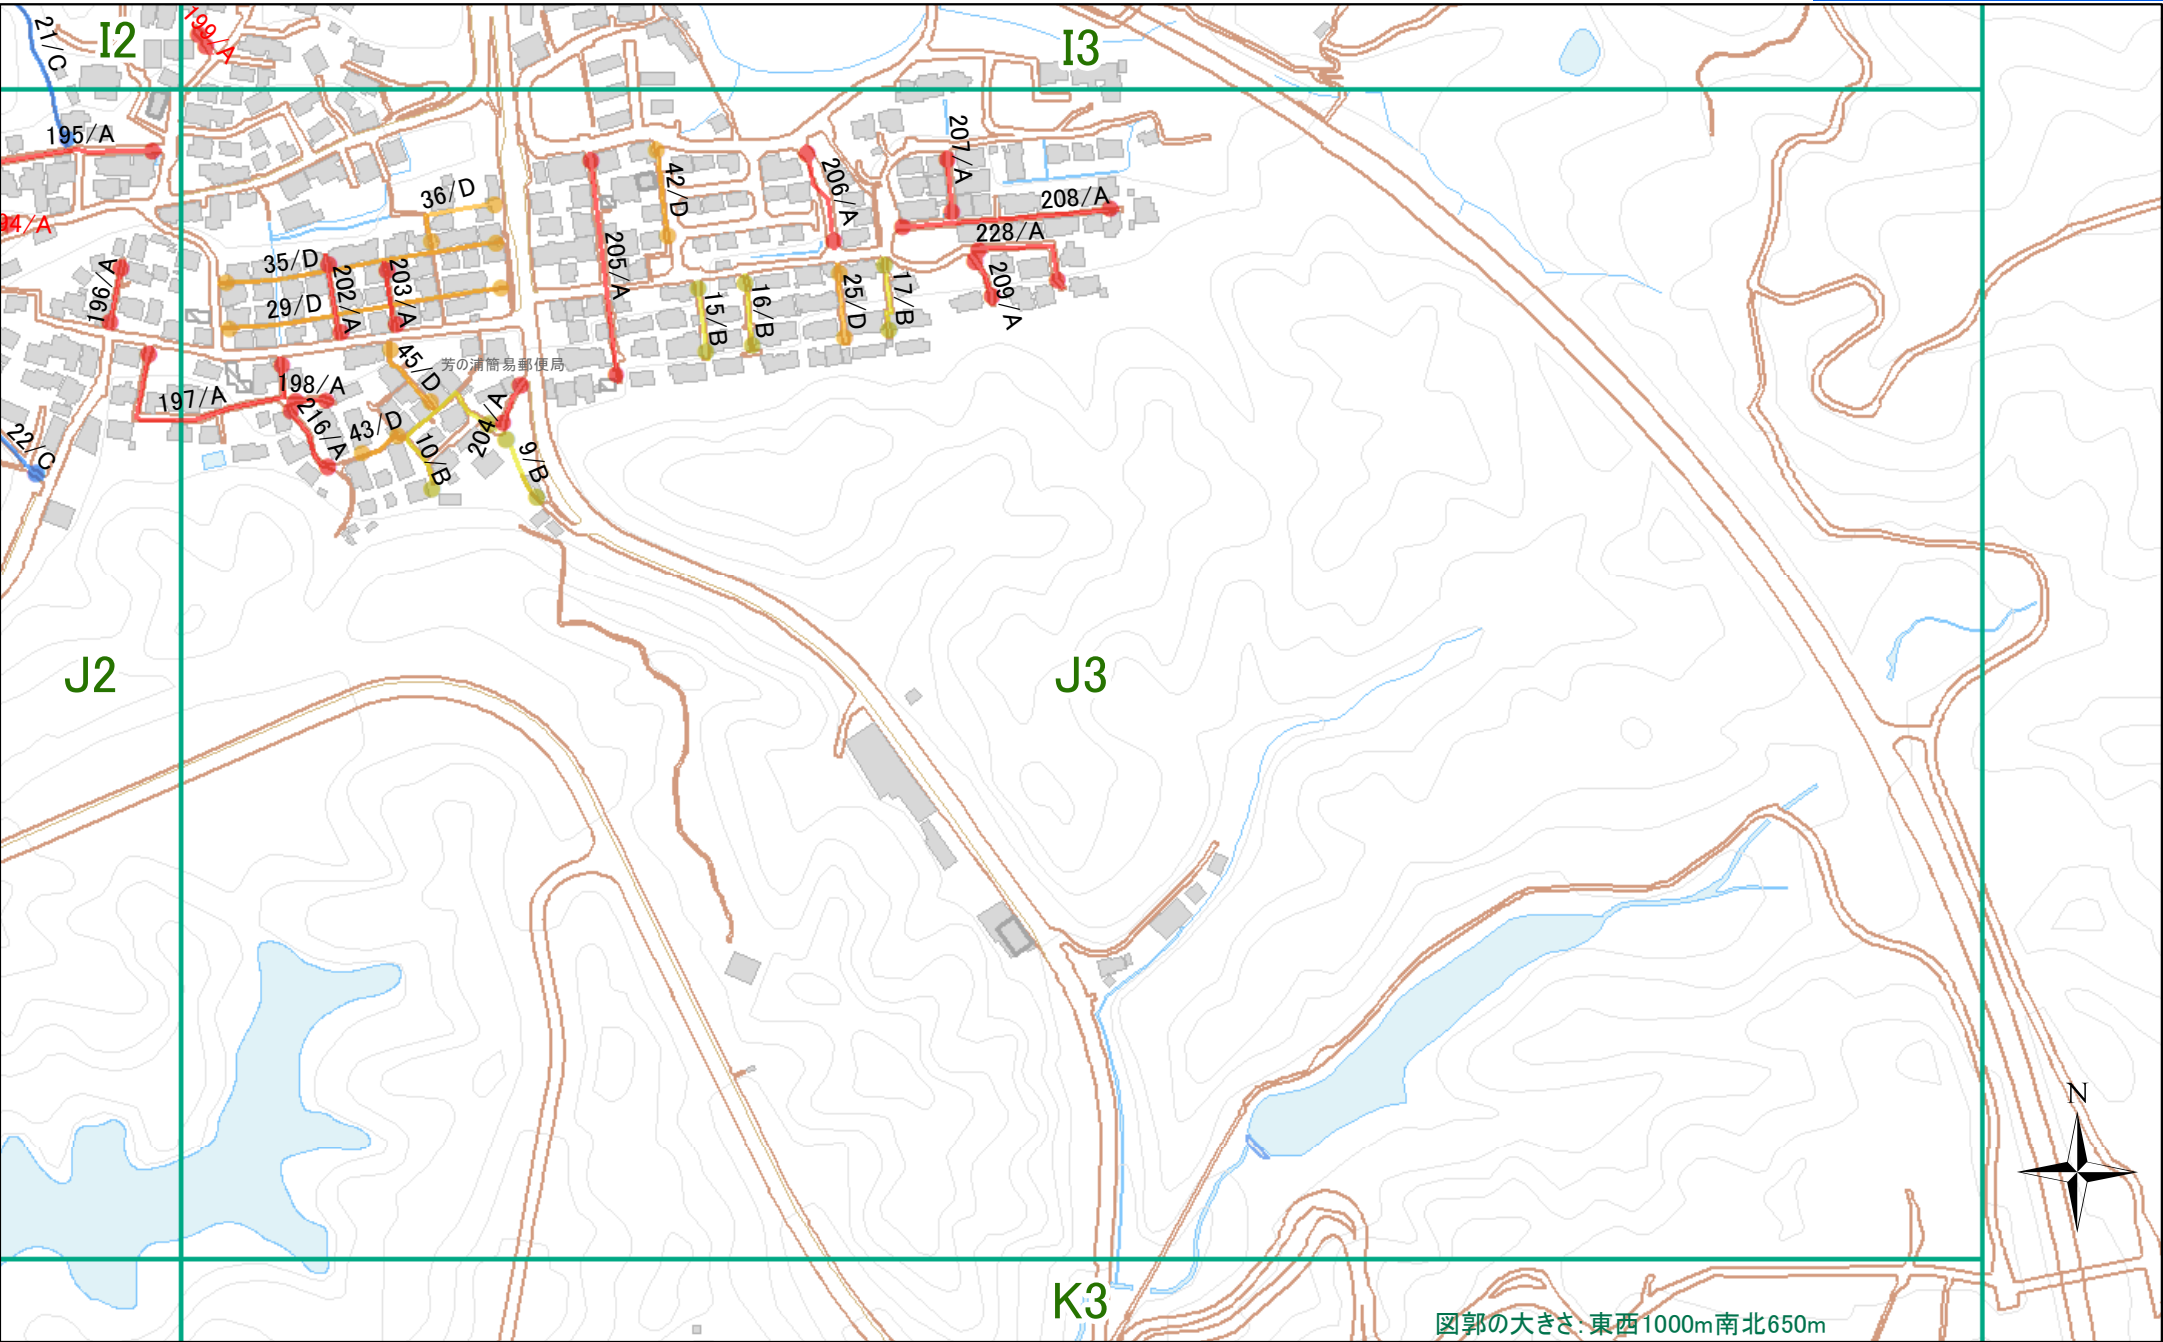 21/C
I2
199/A
I3
195/A
207/A
36/D
42/D
206/A
208/A
94/A
228/A
35/D
202/A
203/A
205/A
196/A
29/D
15/B
16/B
25/D
17/B
209/A
45/D
芳の浦簡易郵便局
198/A
197/A
216/A
43/D
204/A
22/C
10/B
9/B
J2
J3
N
K3
図郭の大きさ:東西1000m南北650m